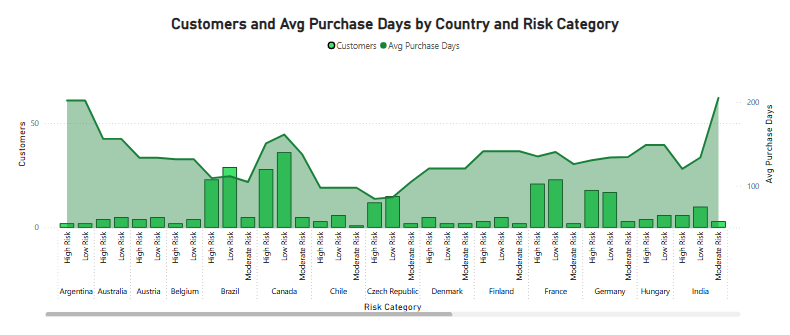 Customers and Avg Purchase Days by Country and Risk Category
Customers Avg Purchase Days
Customers
50
0
200
100
Avg Purchase Days
High Risk
Low Risk
High Risk
Low Risk
High Risk
Low Risk
High Risk
Low Risk
High Risk
Low Risk
Moderate Risk
High Risk
Low Risk
Moderate Risk
High Risk
Low Risk
Moderate Risk
High Risk
Low Risk
Moderate Risk
High Risk
Low Risk
Moderate Risk
High Risk
Low Risk
Moderate Risk
High Risk
Low Risk
Moderate Risk
High Risk
Low Risk
Moderate Risk
High Risk
Low Risk
High Risk
Low Risk
Moderate Risk
Argentina Australia Austria Belgium Brazil Canada Chile Czech Republic Denmark Finland France Germany Hungary India
Risk Category